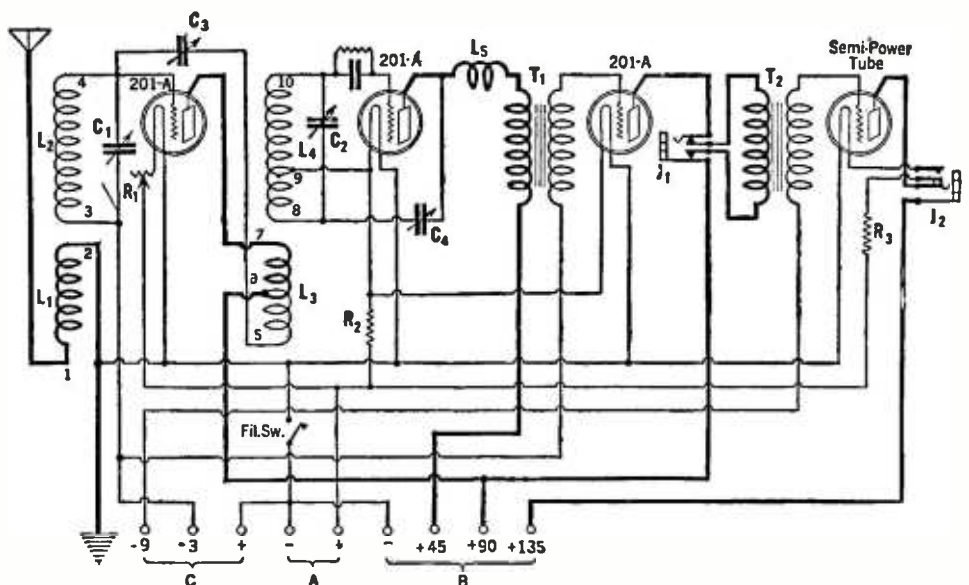 C3
4
201-A
L2
C1
R1
3
2
L1
1
10
201-A
L4
C2
9
8
C4
L5
T1
7
L3
5
R2
201-A
J1
T2
Semi-Power
Tube
R3
J2
Fil.Sw.
-9 -3 + - + - +45 +90 +135
C A B